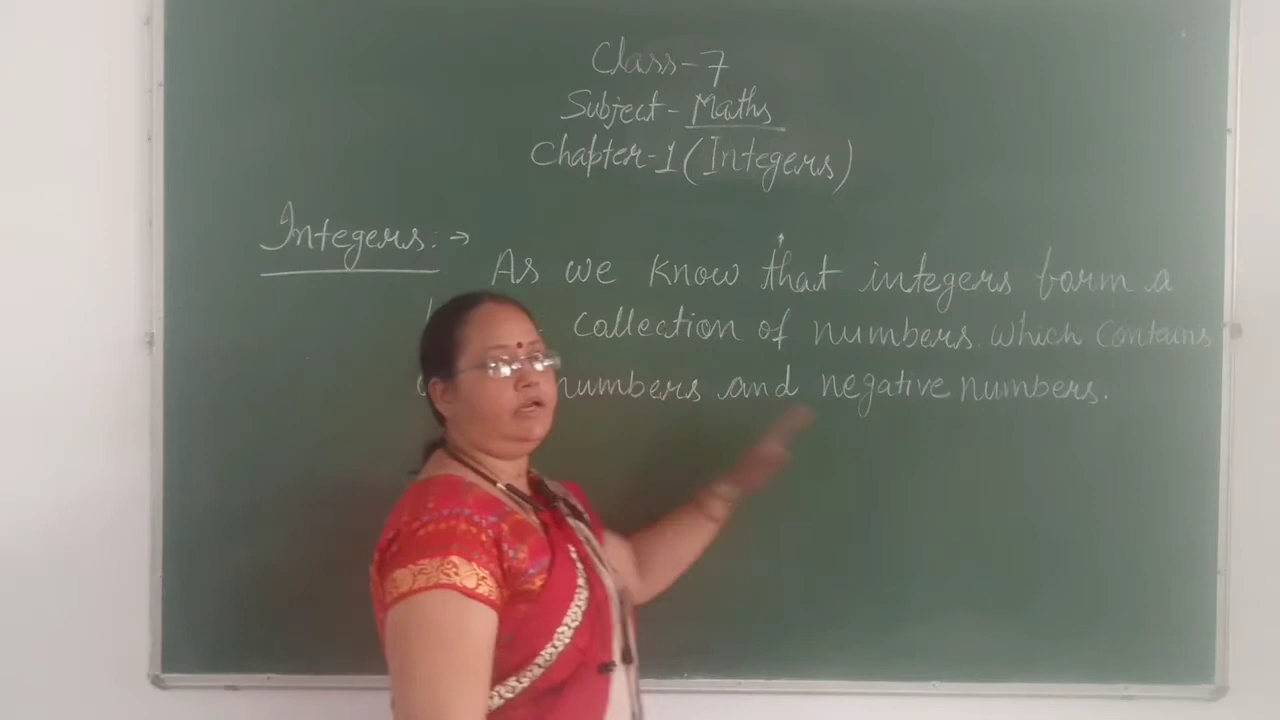 Class-7
Subject-Maths
Chapter-1 (Integers)
Integers:→
As we know that integers form a
collection of numbers which contains
numbers and negative numbers.